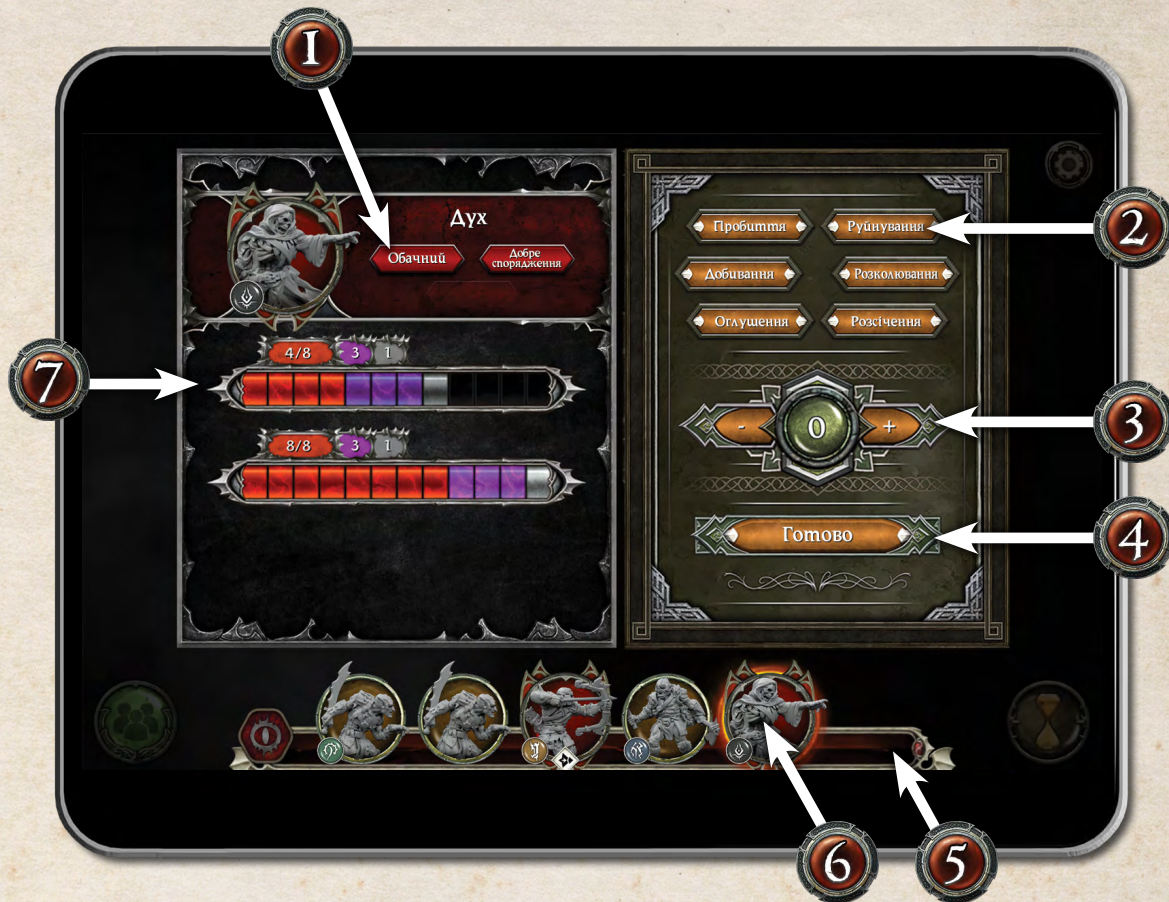 1
Дух
Обачний
Добре
спорядження
Пробиття
Руйнування
2
Добивання
Розколювання
Оглушення
Розсічення
4/8
3
1
7
-
0
+
3
8/8
3
1
Готово
4
0
6
5